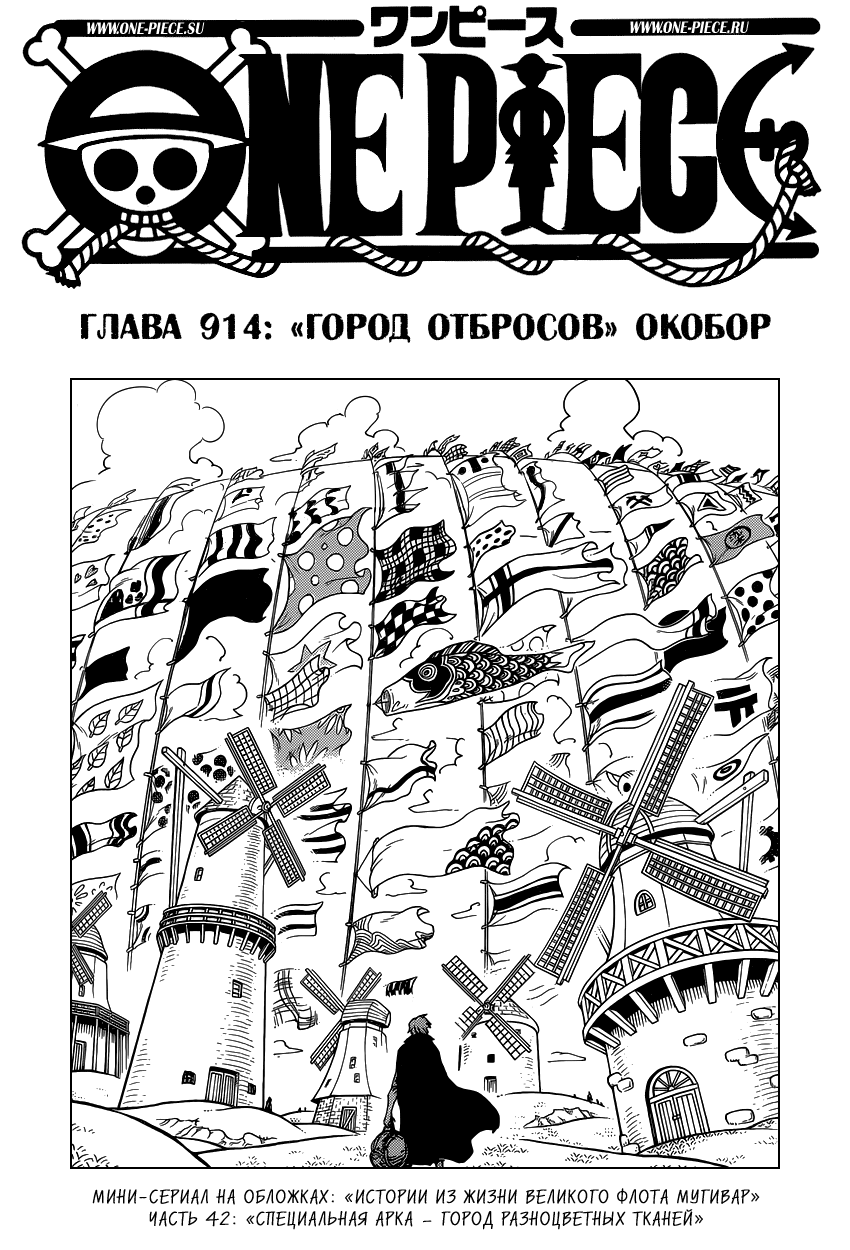 WWW.ONE-PIECE.SU
ワンピース
WWW.ONE-PIECE.RU
ONE PIECE
ГЛАВА 914: «ГОРОД ОТБРОСОВ» ОКОБОР
МИНИ-СЕРИАЛ НА ОБЛОЖКАХ: «ИСТОРИИ ИЗ ЖИЗНИ ВЕЛИКОГО ФЛОТА МУГИВАР»
ЧАСТЬ 42: «СПЕЦИАЛЬНАЯ АРКА – ГОРОД РАЗНОЦВЕТНЫХ ТКАНЕЙ»